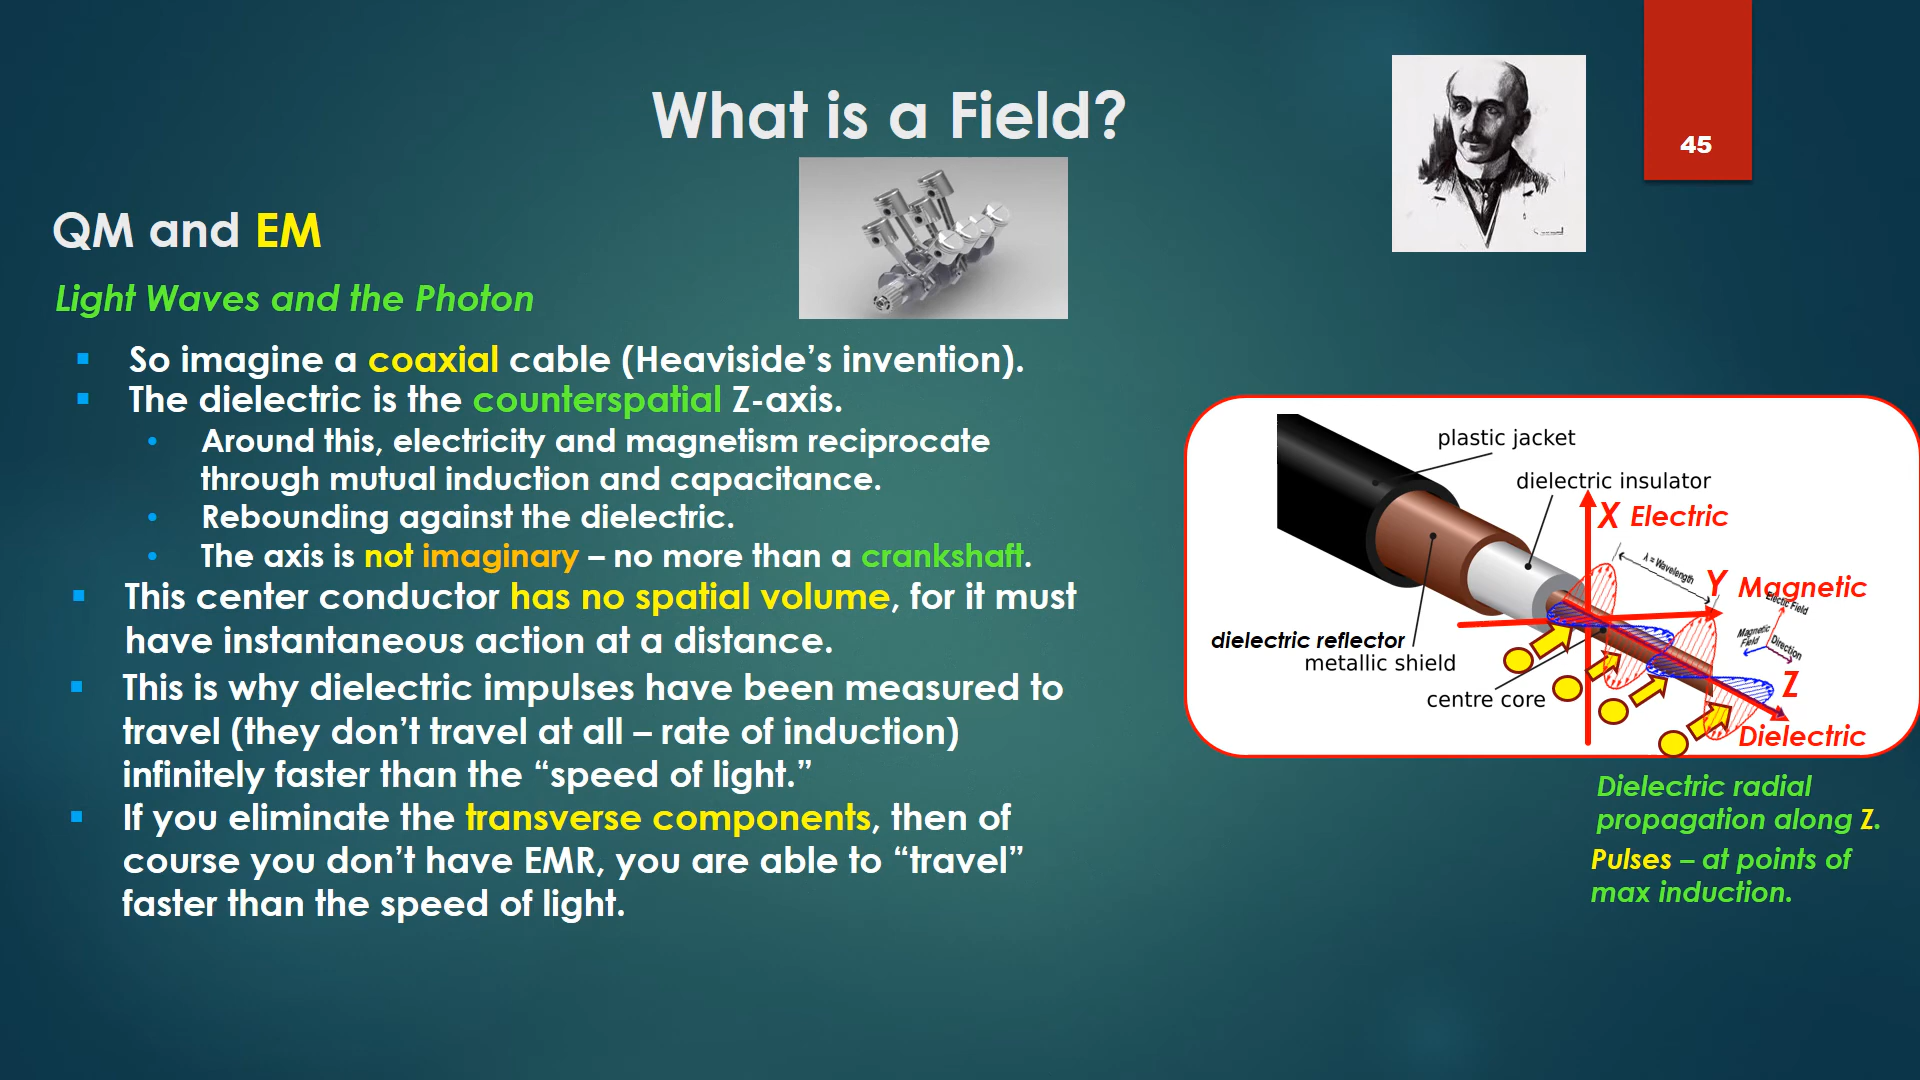 What is a Field?
45
QM and EM
Light Waves and the Photon
So imagine a coaxial cable (Heaviside’s invention).
The dielectric is the counterspatial Z-axis.
Around this, electricity and magnetism reciprocate
through mutual induction and capacitance.
Rebounding against the dielectric.
The axis is not imaginary – no more than a crankshaft.
This center conductor has no spatial volume, for it must
have instantaneous action at a distance.
This is why dielectric impulses have been measured to
travel (they don’t travel at all – rate of induction)
infinitely faster than the “speed of light.”
If you eliminate the transverse components, then of
course you don’t have EMR, you are able to “travel”
faster than the speed of light.
plastic jacket
dielectric insulator
X Electric
λ = Wavelength
Y Magnetic
Electic Field
Magnetic
Field
Direction
dielectric reflector
metallic shield
centre core
Z
Dielectric
Dielectric radial
propagation along Z.
Pulses – at points of
max induction.